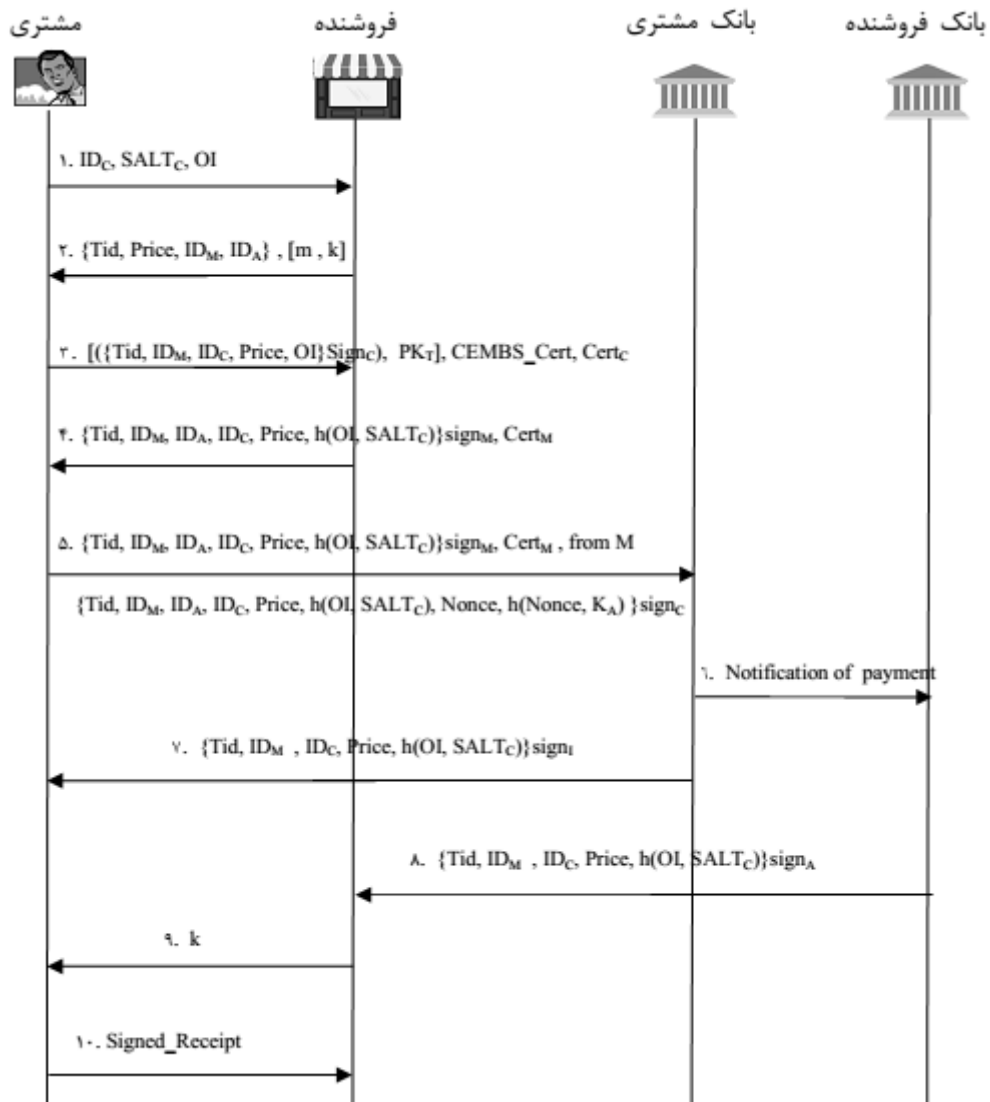 مشتری
فروشنده
بانک مشتری
بانک فروشنده
۱. ID_C, SALT_C, OI
۲. {Tid, Price, ID_M, ID_A} , [m , k]
۳. [({Tid, ID_M, ID_C, Price, OI}Sign_C), PK_T], CEMBS_Cert, Cert_C
۴. {Tid, ID_M, ID_A, ID_C, Price, h(OI, SALT_C)}sign_M, Cert_M
۵. {Tid, ID_M, ID_A, ID_C, Price, h(OI, SALT_C)}sign_M, Cert_M , from M
{Tid, ID_M, ID_A, ID_C, Price, h(OI, SALT_C), Nonce, h(Nonce, K_A) }sign_C
٦. Notification of payment
۷. {Tid, ID_M , ID_C, Price, h(OI, SALT_C)}sign_I
۸. {Tid, ID_M , ID_C, Price, h(OI, SALT_C)}sign_A
۹. k
۱۰. Signed_Receipt